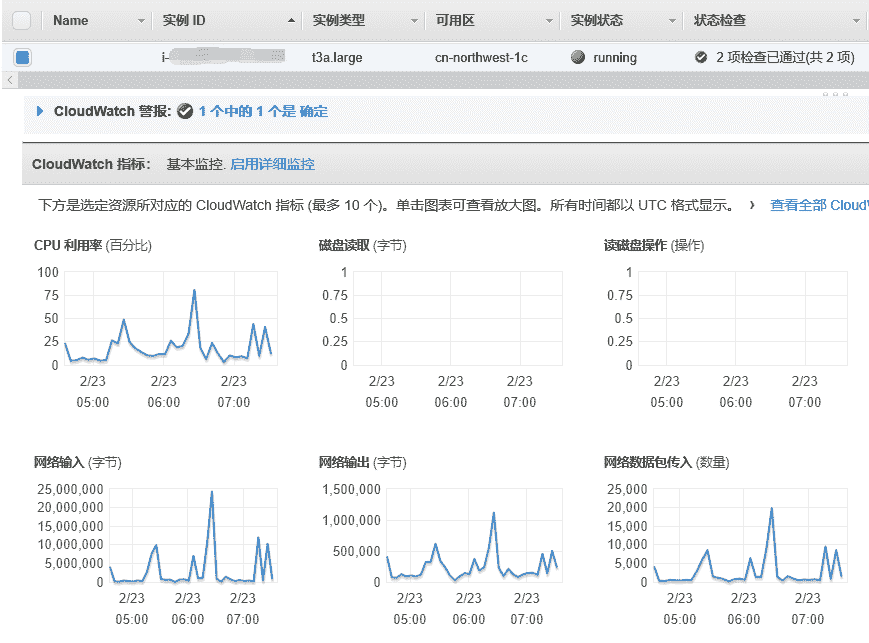 Name 实例 ID 实例类型 可用区 实例状态 状态检查
i- t3a.large cn-northwest-1c running 2 项检查已通过(共 2 项)
CloudWatch 警报: 1 个中的 1 个是 确定
CloudWatch 指标: 基本监控. 启用详细监控
下方是选定资源所对应的 CloudWatch 指标 (最多 10 个)。单击图表可查看放大图。所有时间都以 UTC 格式显示。 › 查看全部 Cloud
CPU 利用率 (百分比) 磁盘读取 (字节) 读磁盘操作 (操作)
100 1 1
75 0.75 0.75
50 0.5 0.5
25 0.25 0.25
0 0 0
2/23 2/23 2/23 2/23 2/23 2/23 2/23 2/23 2/23
05:00 06:00 07:00 05:00 06:00 07:00 05:00 06:00 07:00
网络输入 (字节) 网络输出 (字节) 网络数据包传入 (数量)
25,000,000 1,500,000 25,000
20,000,000 20,000
15,000,000 1,000,000 15,000
10,000,000 500,000 10,000
5,000,000 5,000
0 0 0
2/23 2/23 2/23 2/23 2/23 2/23 2/23 2/23 2/23
05:00 06:00 07:00 05:00 06:00 07:00 05:00 06:00 07:00